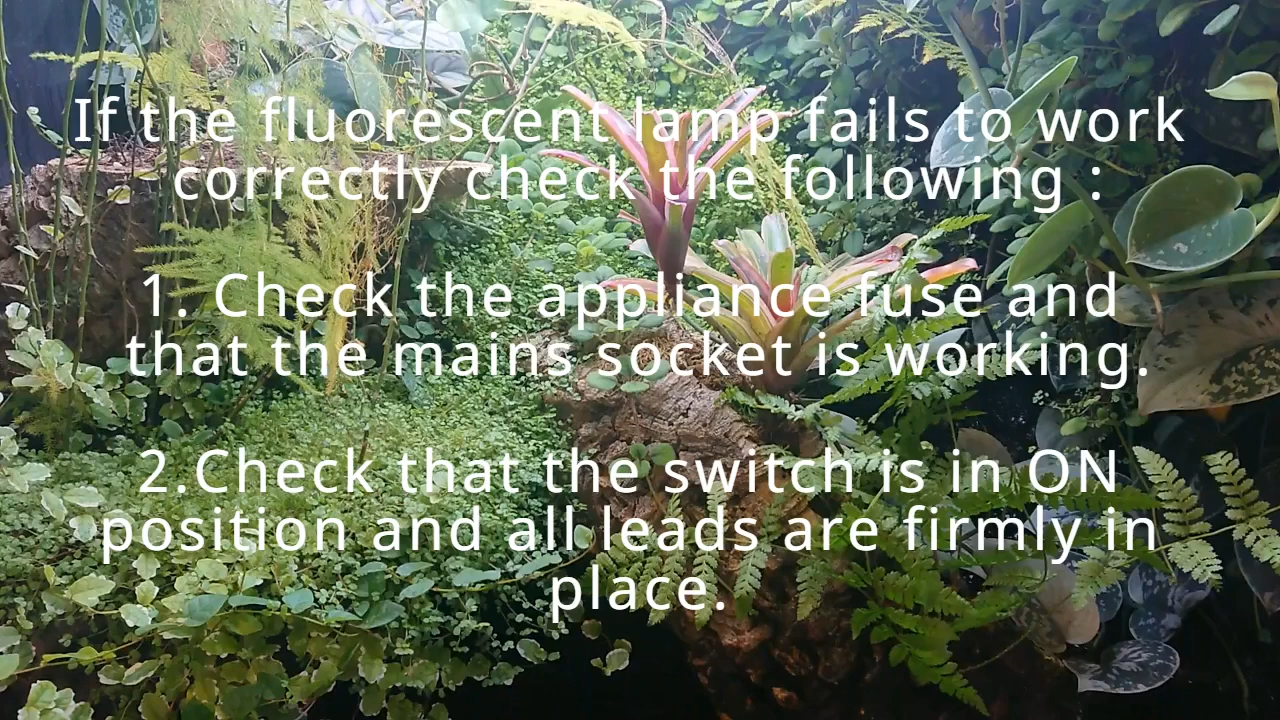 If the fluorescent lamp fails to work
correctly check the following :
1. Check the appliance fuse and
that the mains socket is working.
2.Check that the switch is in ON
position and all leads are firmly in
place.